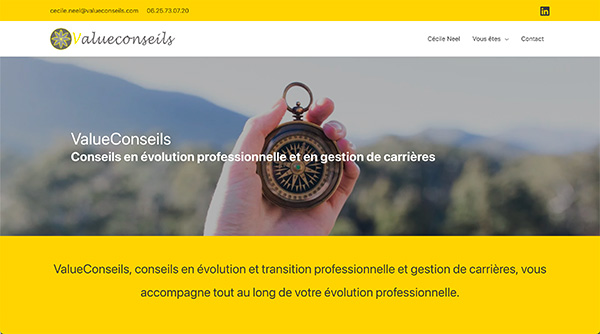 cecile.neel@valueconseils.com 06.25.73.07.20
Valueconseils
Cécile Neel Vous êtes Contact
ValueConseils
Conseils en évolution professionnelle et en gestion de carrières
ValueConseils, conseils en évolution et transition professionnelle et gestion de carrières, vous
accompagne tout au long de votre évolution professionnelle.